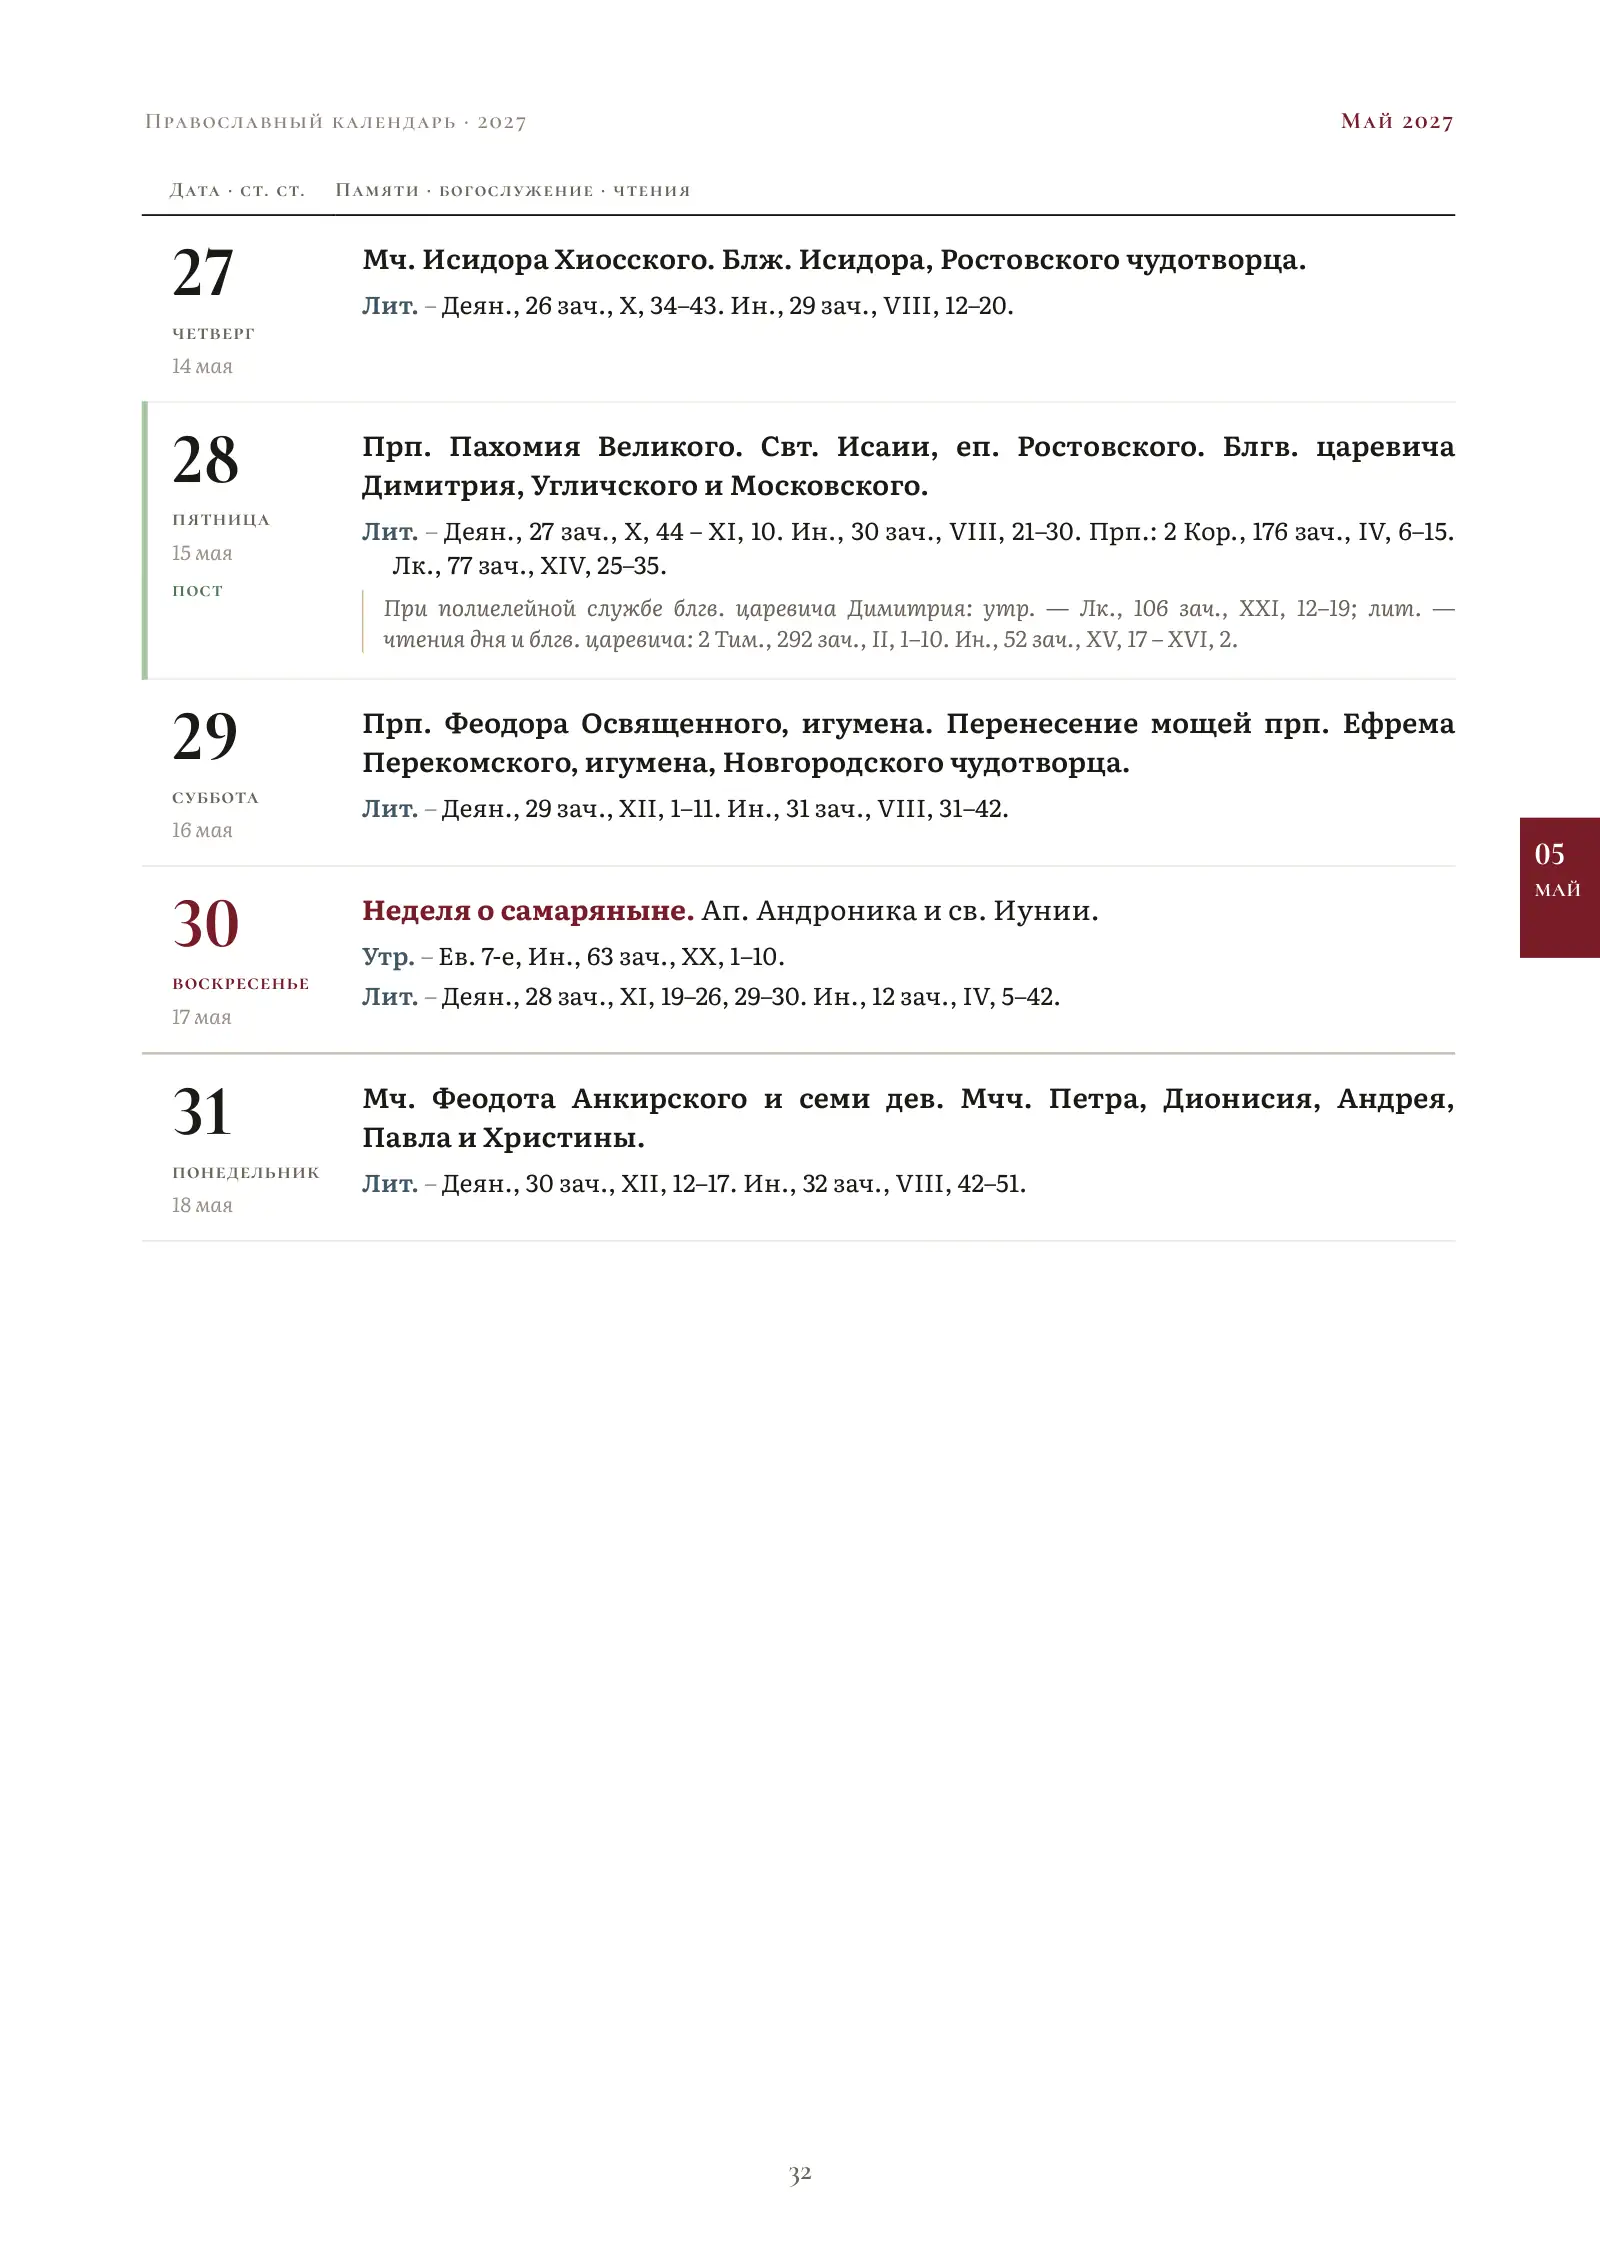 Православный календарь · 2027
Май 2027
Дата · ст. ст. Памяти · богослужение · чтения
27
четверг
14 мая
Мч. Исидора Хиосского. Блж. Исидора, Ростовского чудотворца.
Лит. – Деян., 26 зач., X, 34–43. Ин., 29 зач., VIII, 12–20.
28
пятница
15 мая
пост
Прп. Пахомия Великого. Свт. Исаии, еп. Ростовского. Блгв. царевича
Димитрия, Угличского и Московского.
Лит. – Деян., 27 зач., X, 44 – XI, 10. Ин., 30 зач., VIII, 21–30. Прп.: 2 Кор., 176 зач., IV, 6–15.
Лк., 77 зач., XIV, 25–35.
При полиелейной службе блгв. царевича Димитрия: утр. — Лк., 106 зач., XXI, 12–19; лит. —
чтения дня и блгв. царевича: 2 Тим., 292 зач., II, 1–10. Ин., 52 зач., XV, 17 – XVI, 2.
29
суббота
16 мая
Прп. Феодора Освященного, игумена. Перенесение мощей прп. Ефрема
Перекомского, игумена, Новгородского чудотворца.
Лит. – Деян., 29 зач., XII, 1–11. Ин., 31 зач., VIII, 31–42.
05
май
30
воскресенье
17 мая
Неделя о самаряныне. Ап. Андроника и св. Иунии.
Утр. – Ев. 7-е, Ин., 63 зач., XX, 1–10.
Лит. – Деян., 28 зач., XI, 19–26, 29–30. Ин., 12 зач., IV, 5–42.
31
понедельник
18 мая
Мч. Феодота Анкирского и семи дев. Мчч. Петра, Дионисия, Андрея,
Павла и Христины.
Лит. – Деян., 30 зач., XII, 12–17. Ин., 32 зач., VIII, 42–51.
32